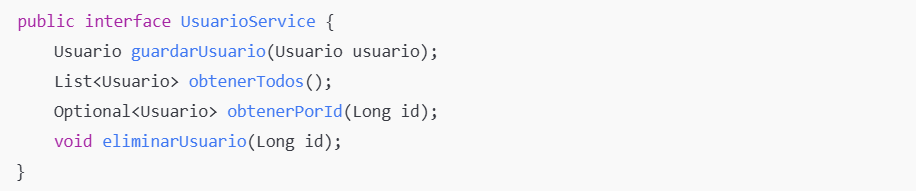 public interface UsuarioService {
    Usuario guardarUsuario(Usuario usuario);
    List<Usuario> obtenerTodos();
    Optional<Usuario> obtenerPorId(Long id);
    void eliminarUsuario(Long id);
}